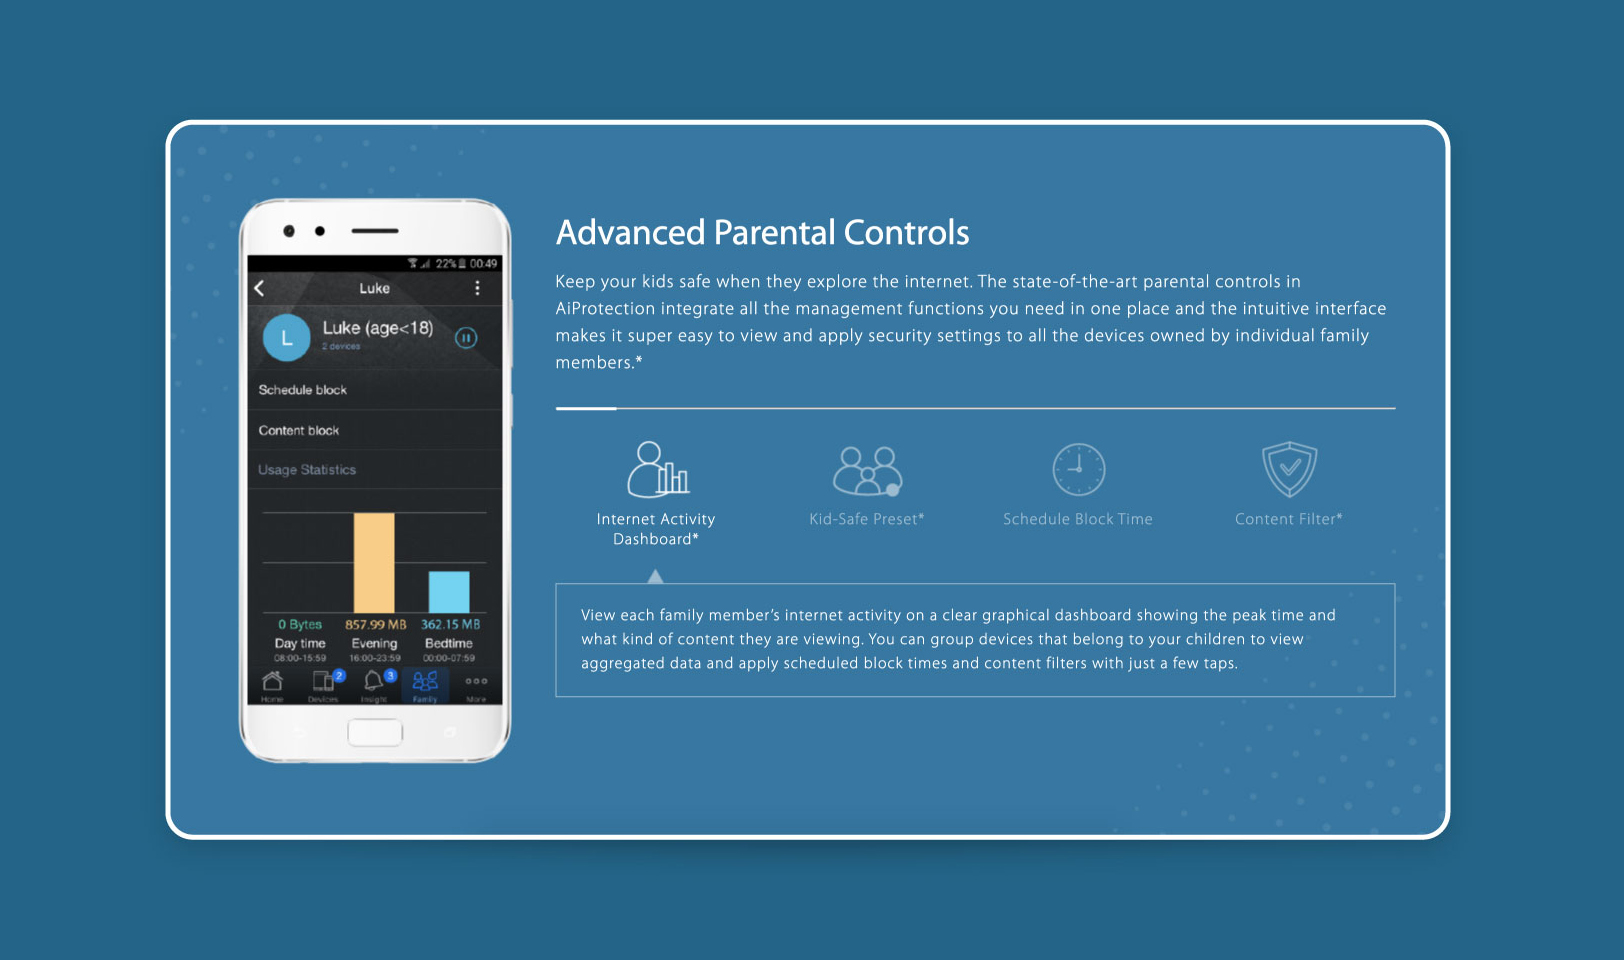 22% 00:49
Luke
L
Luke (age<18)
2 devices
Schedule block
Content block
Usage Statistics
0 Bytes 857.99 MB 362.15 MB
Day time Evening Bedtime
08:00-15:59 16:00-23:59 00:00-07:59
2 3
Home Devices Insight Family More
Advanced Parental Controls
Keep your kids safe when they explore the internet. The state-of-the-art parental controls in
AiProtection integrate all the management functions you need in one place and the intuitive interface
makes it super easy to view and apply security settings to all the devices owned by individual family
members.*
Internet Activity
Dashboard*
Kid-Safe Preset*
Schedule Block Time
Content Filter*
View each family member’s internet activity on a clear graphical dashboard showing the peak time and
what kind of content they are viewing. You can group devices that belong to your children to view
aggregated data and apply scheduled block times and content filters with just a few taps.